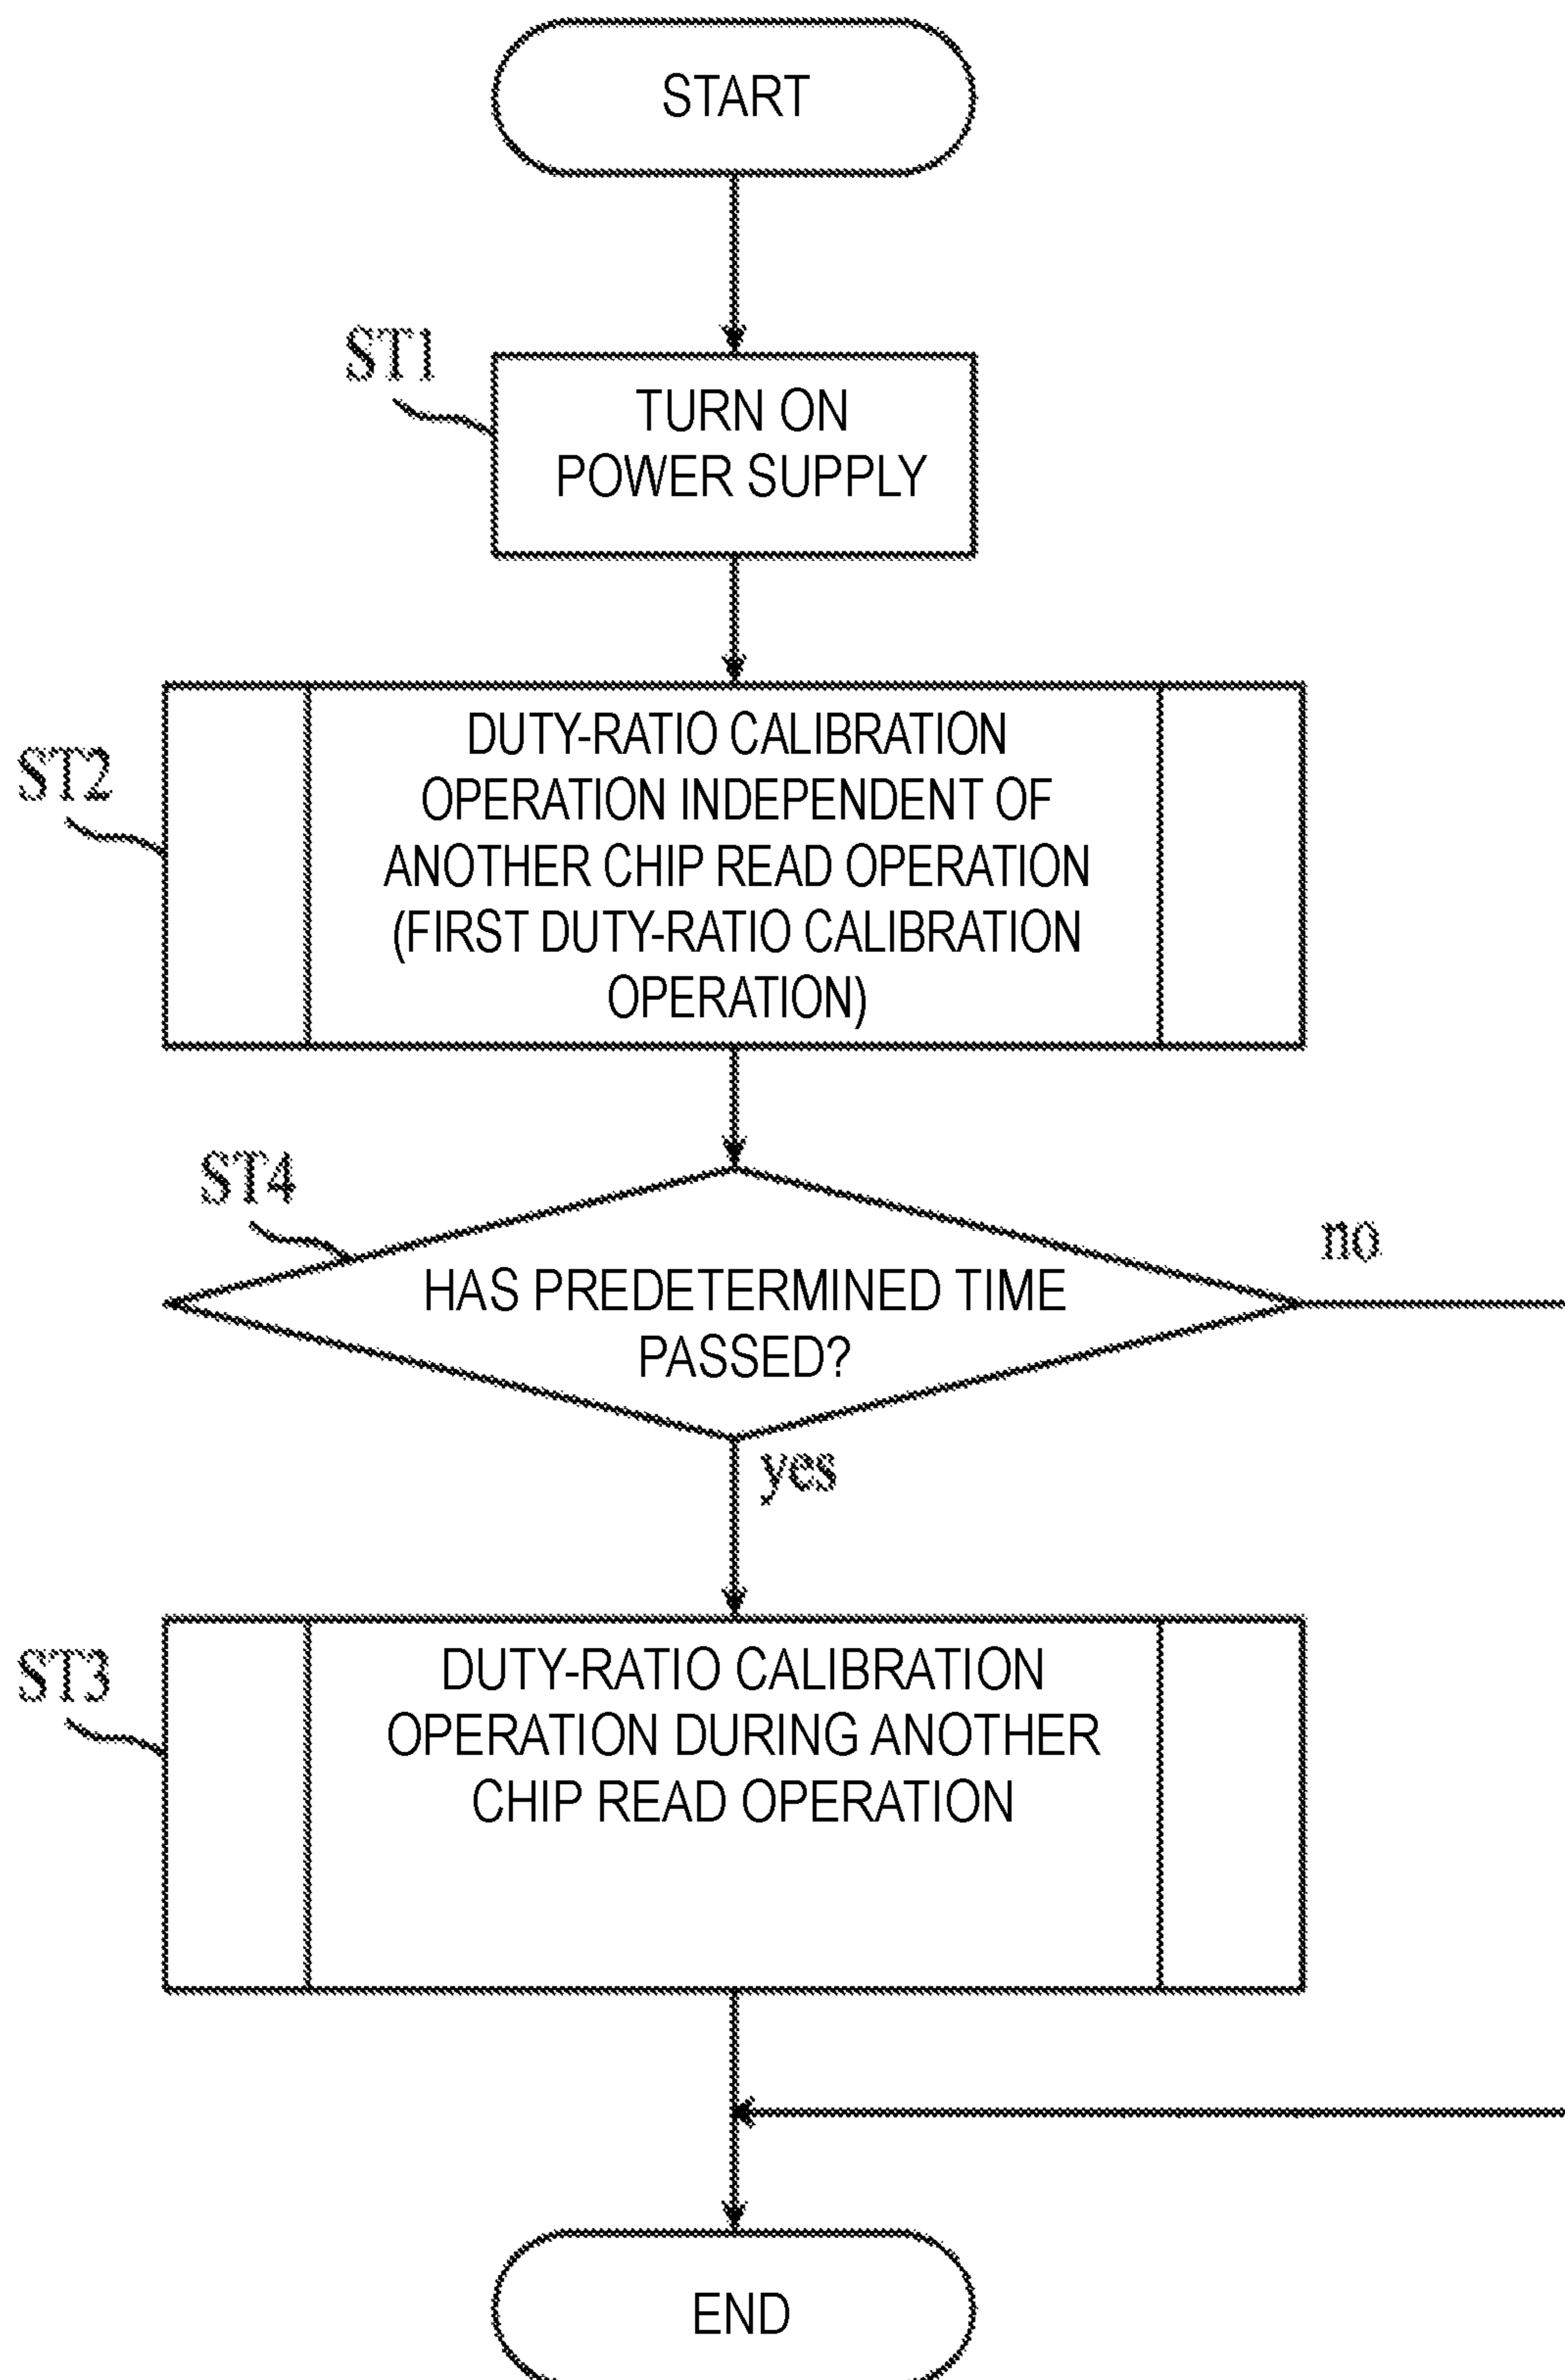 START
ST1
TURN ON
POWER SUPPLY
ST2
DUTY-RATIO CALIBRATION
OPERATION INDEPENDENT OF
ANOTHER CHIP READ OPERATION
(FIRST DUTY-RATIO CALIBRATION
OPERATION)
ST4
HAS PREDETERMINED TIME
PASSED?
no
yes
ST3
DUTY-RATIO CALIBRATION
OPERATION DURING ANOTHER
CHIP READ OPERATION
END